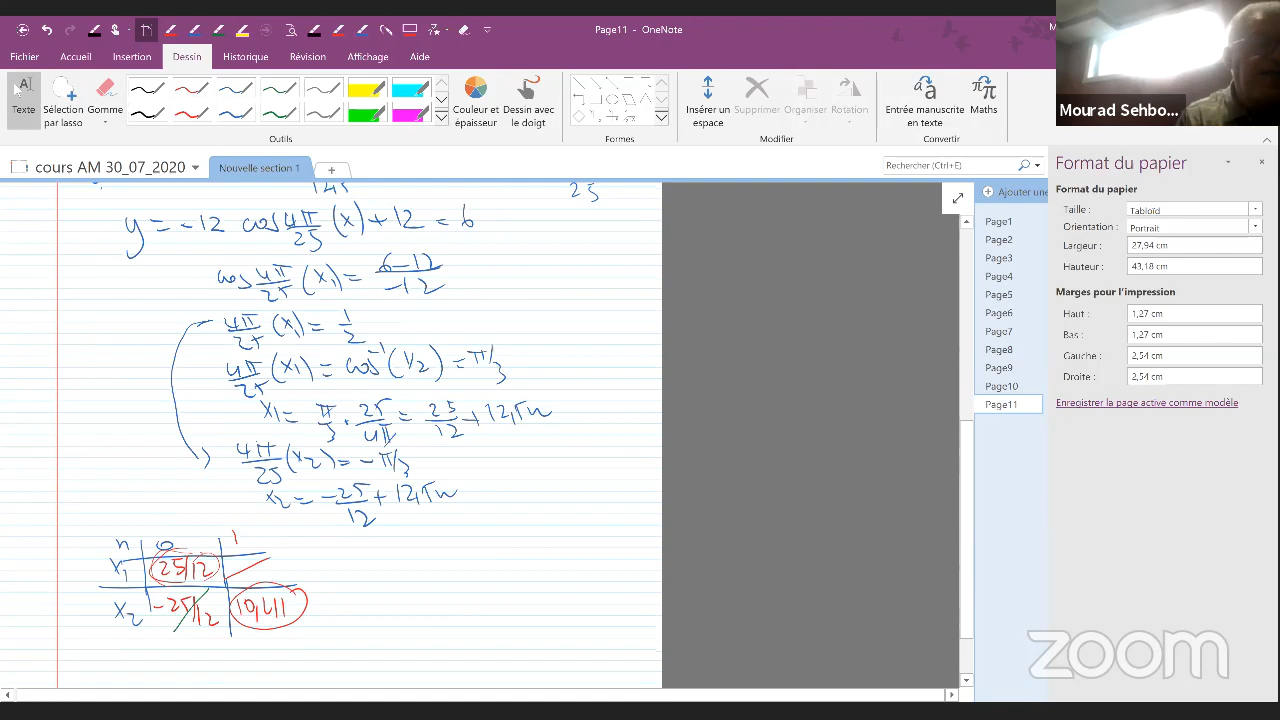 Page11 - OneNote
Fichier Accueil Insertion Dessin Historique Révision Affichage Aide
Texte
Sélection par lasso
Gomme
Couleur et épaisseur
Dessin avec le doigt
Insérer un espace
Supprimer
Organiser
Rotation
Entrée manuscrite en texte
Maths
Outils
Formes
Modifier
Convertir
Mourad Sehbo...
cours AM 30_07_2020
Nouvelle section 1
Rechercher (Ctrl+E)
y = -12 cos 4π/25 (x) + 12 = 6
cos 4π/25 (x1) = 6-12/-12
4π/25 (x1) = 1/2
4π/25 (x1) = cos^-1 (1/2) = π/3
x1 = π/3 · 25/4π = 25/12 + 12,5n
4π/25 (x2) = -π/3
x2 = -25/12 + 12,5n
n 0 1
x1 25/12
x2 -25/12 10,41
Ajouter une
Page1
Page2
Page3
Page4
Page5
Page6
Page7
Page8
Page9
Page10
Page11
Format du papier
Format du papier
Taille : Tabloïd
Orientation : Portrait
Largeur : 27,94 cm
Hauteur : 43,18 cm
Marges pour l'impression
Haut : 1,27 cm
Bas : 1,27 cm
Gauche : 2,54 cm
Droite : 2,54 cm
Enregistrer la page active comme modèle
zoom